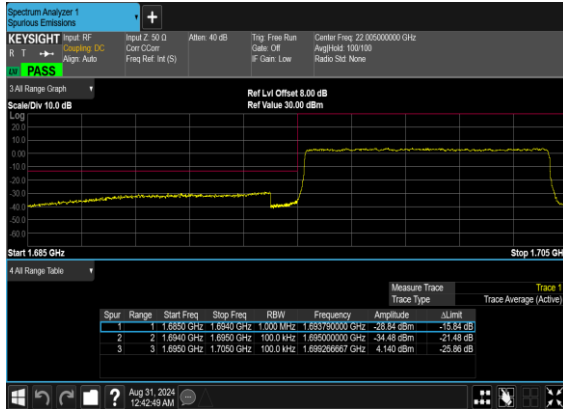 Spectrum Analyzer 1
Spurious Emissions
KEYSIGHT
R T
LXI PASS
Input: RF
Coupling: DC
Align: Auto
Input Z: 50 Ω
Corr CCorr
Freq Ref: Int (S)
Atten: 40 dB
Trig: Free Run
Gate: Off
IF Gain: Low
Center Freq: 22.005000000 GHz
Avg|Hold: 100/100
Radio Std: None
3 All Range Graph
Scale/Div 10.0 dB
Ref Lvl Offset 8.00 dB
Ref Value 30.00 dBm
Log
20.0
10.0
0.00
-10.0
-20.0
-30.0
-40.0
-50.0
-60.0
Start 1.685 GHz
Stop 1.705 GH
4 All Range Table
Measure Trace Trace 1
Trace Type Trace Average (Active)
Spur Range Start Freq Stop Freq RBW Frequency Amplitude ΔLimit
1 1 1.6850 GHz 1.6940 GHz 1.000 MHz 1.693790000 GHz -28.84 dBm -15.84 dB
2 2 1.6940 GHz 1.6950 GHz 100.0 kHz 1.695000000 GHz -34.48 dBm -21.48 dB
3 3 1.6950 GHz 1.7050 GHz 100.0 kHz 1.699266667 GHz 4.140 dBm -25.86 dB
?
Aug 31, 2024
12:42:49 AM